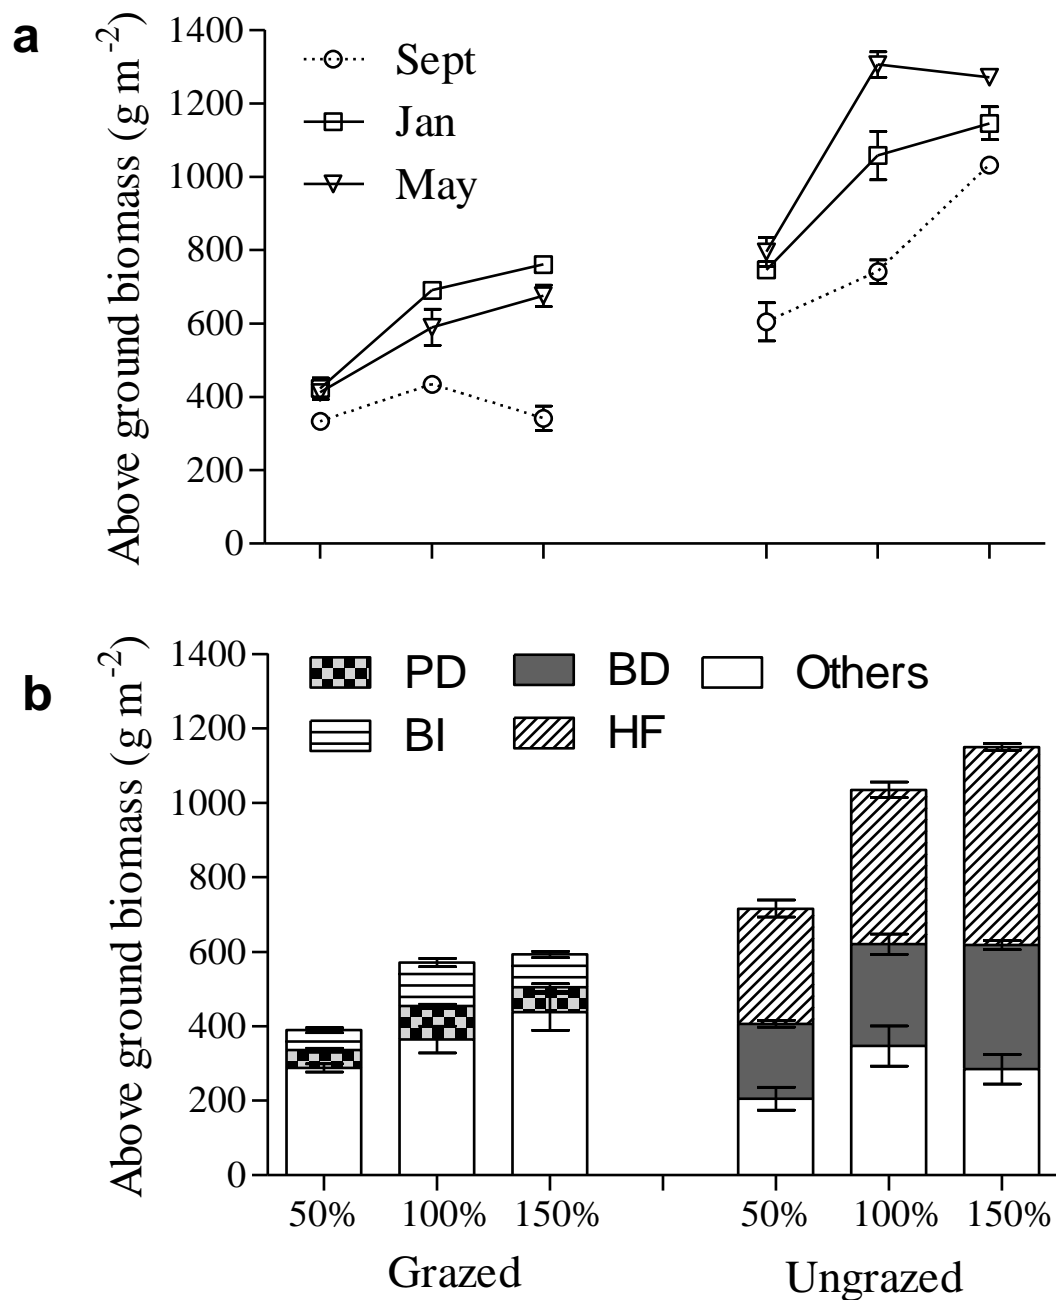 a
Above ground biomass (g m-2)
1400
1200
1000
800
600
400
200
0
Sept
Jan
May
b
Above ground biomass (g m-2)
1400
1200
1000
800
600
400
200
0
PD BD Others
BI HF
50% 100% 150% 50% 100% 150%
Grazed Ungrazed